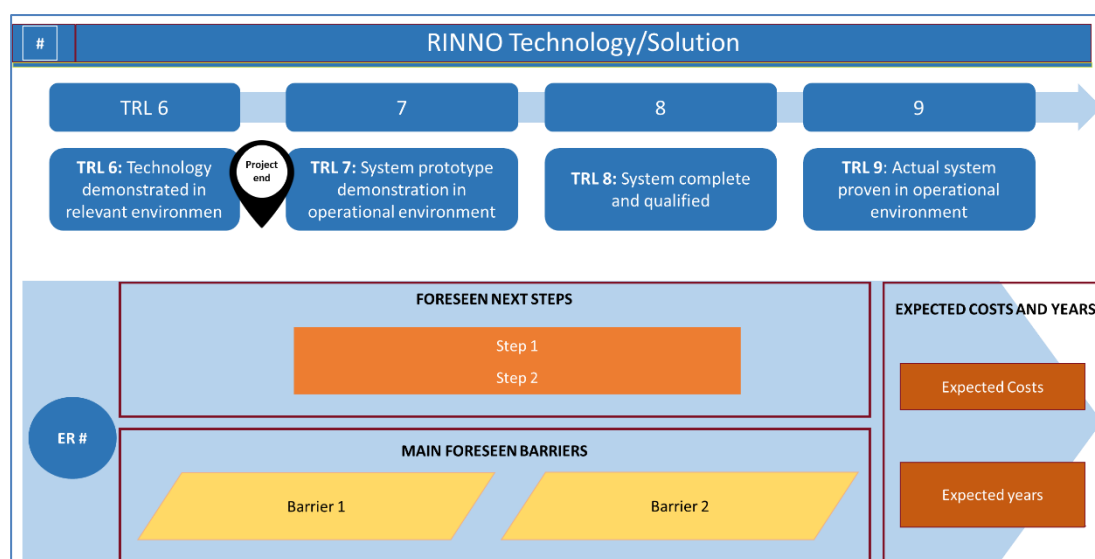 #
RINNO Technology/Solution
TRL 6
7
8
9
TRL 6: Technology
demonstrated in
relevant environmen
Project
end
TRL 7: System prototype
demonstration in
operational environment
TRL 8: System complete
and qualified
TRL 9: Actual system
proven in operational
environment
FORESEEN NEXT STEPS
Step 1
Step 2
EXPECTED COSTS AND YEARS
Expected Costs
ER #
MAIN FORESEEN BARRIERS
Barrier 1
Barrier 2
Expected years